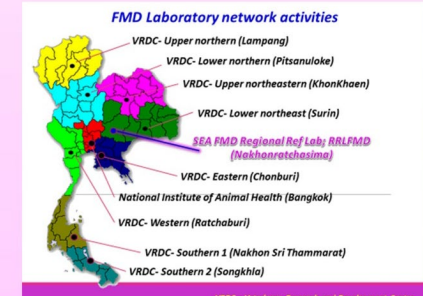 FMD Laboratory network activities
VRDC- Upper northern (Lampang)
VRDC- Lower northern (Pitsanuloke)
VRDC- Upper northeastern (KhonKhaen)
VRDC- Lower northeast (Surin)
SEA FMD Regional Ref Lab; RRLFMD
(Nakhonratchasima)
VRDC- Eastern (Chonburi)
National Institute of Animal Health (Bangkok)
VRDC- Western (Ratchaburi)
VRDC- Southern 1 (Nakhon Sri Thammarat)
VRDC- Southern 2 (Songkhla)